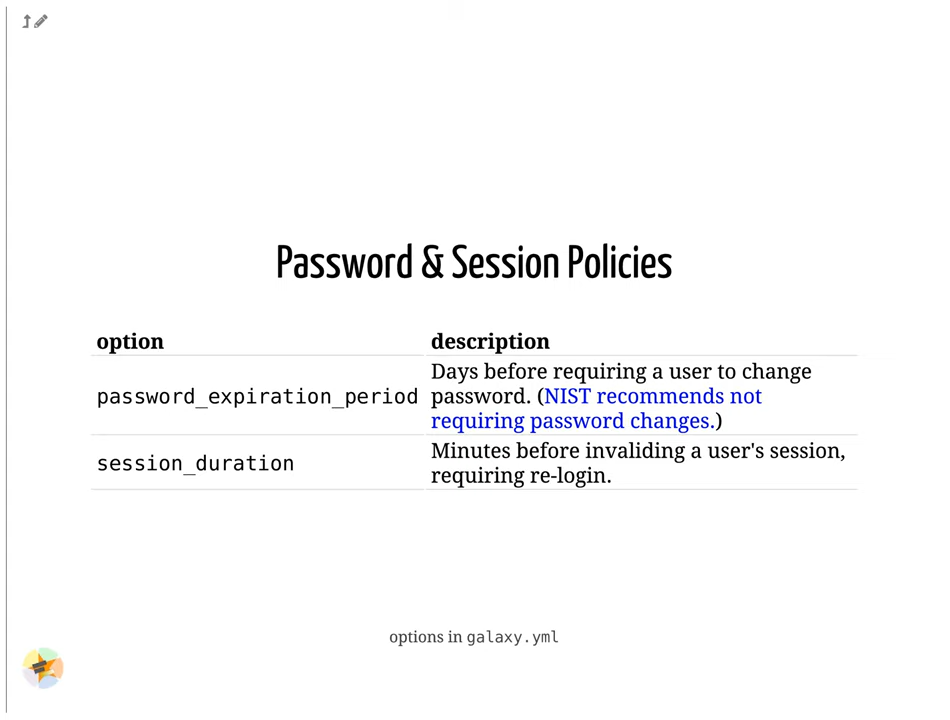 Password & Session Policies
option description
password_expiration_period Days before requiring a user to change password. (NIST recommends not requiring password changes.)
session_duration Minutes before invaliding a user's session, requiring re-login.
options in galaxy.yml